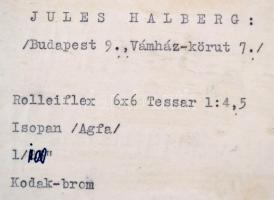 JULES HALBERG:
/Budapest 9.,Vámház-körut 7./
Rolleiflex 6x6 Tessar 1:4,5
Isopan /Agfa/
1/100"
Kodak-brom